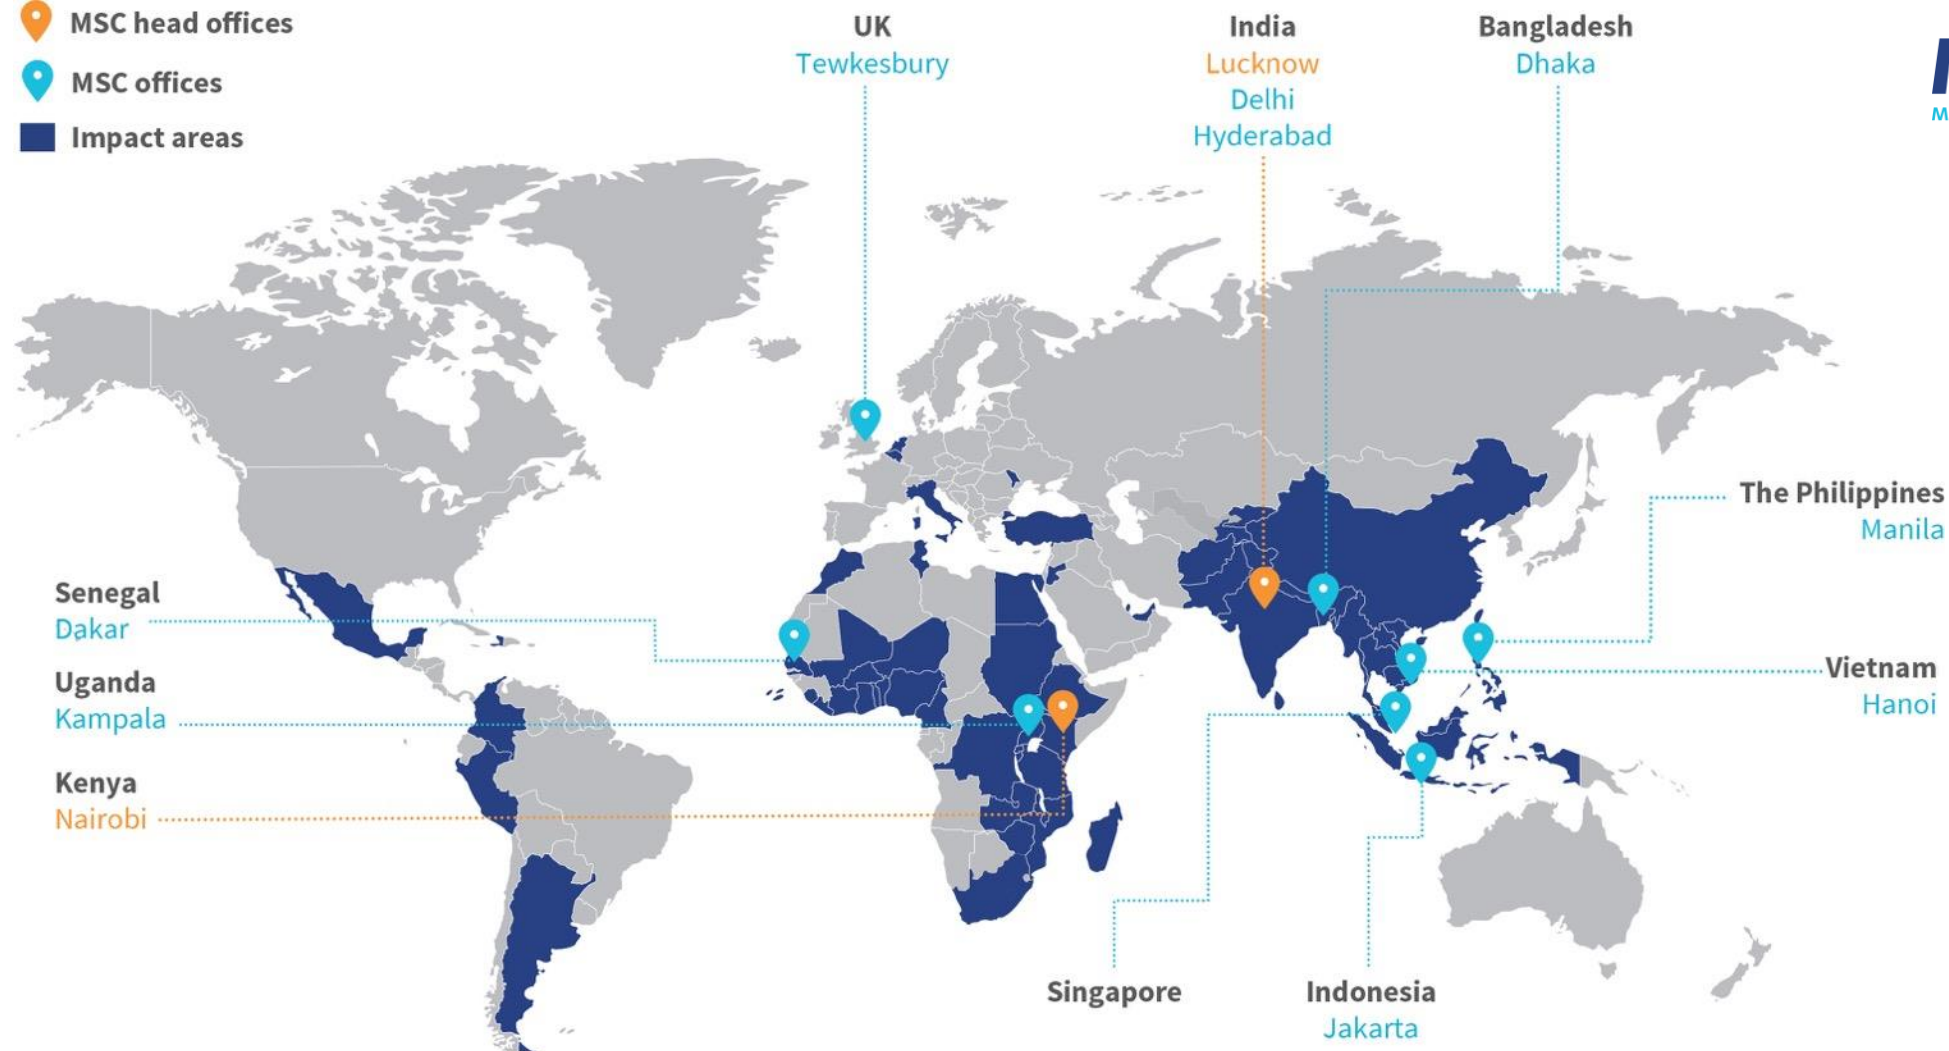 MSC head offices
MSC offices
Impact areas
UK
Tewkesbury
India
Lucknow
Delhi
Hyderabad
Bangladesh
Dhaka
The Philippines
Manila
Vietnam
Hanoi
Senegal
Dakar
Uganda
Kampala
Kenya
Nairobi
Singapore
Indonesia
Jakarta